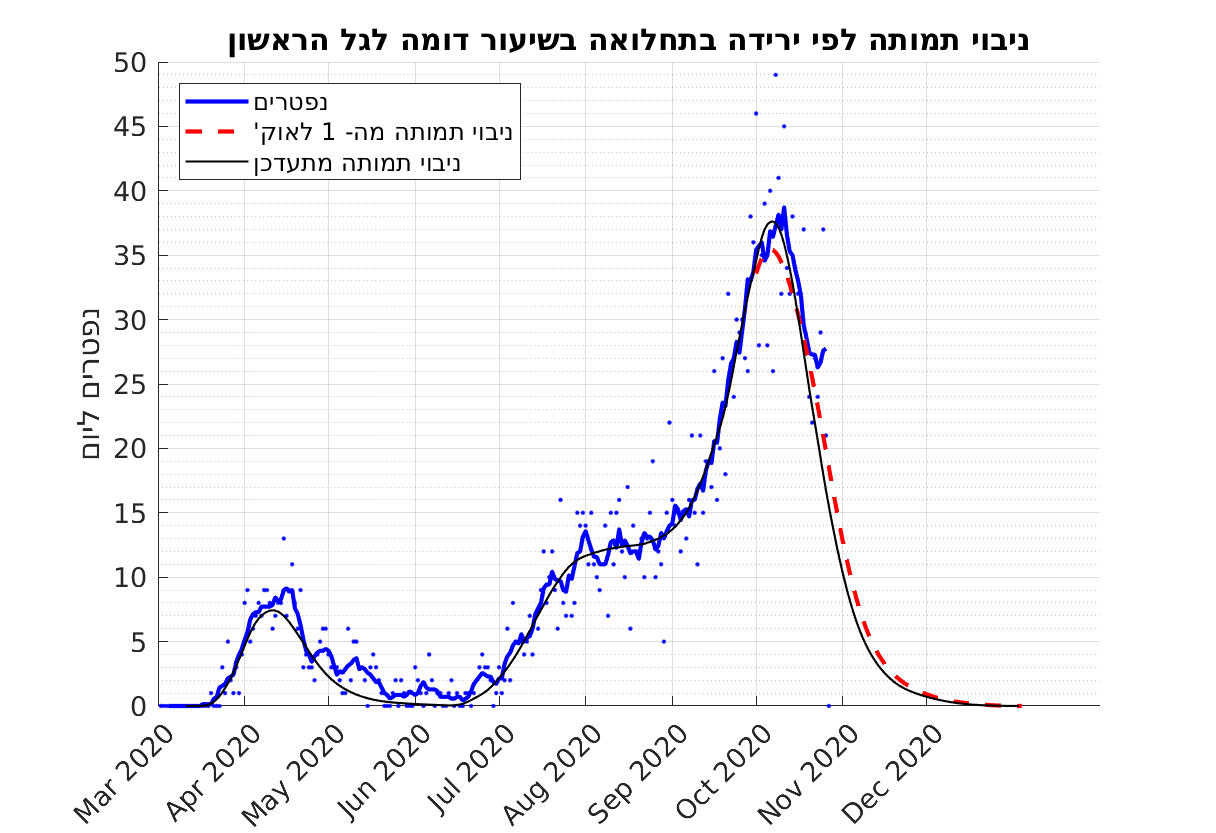 ניבוי תמותה לפי ירידה בתחלואה בשיעור דומה לגל הראשון
נפטרים
ניבוי תמותה מה- 1 לאוק'
ניבוי תמותה מתעדכן
נפטרים ליום
50
45
40
35
30
25
20
15
10
5
0
Mar 2020
Apr 2020
May 2020
Jun 2020
Jul 2020
Aug 2020
Sep 2020
Oct 2020
Nov 2020
Dec 2020